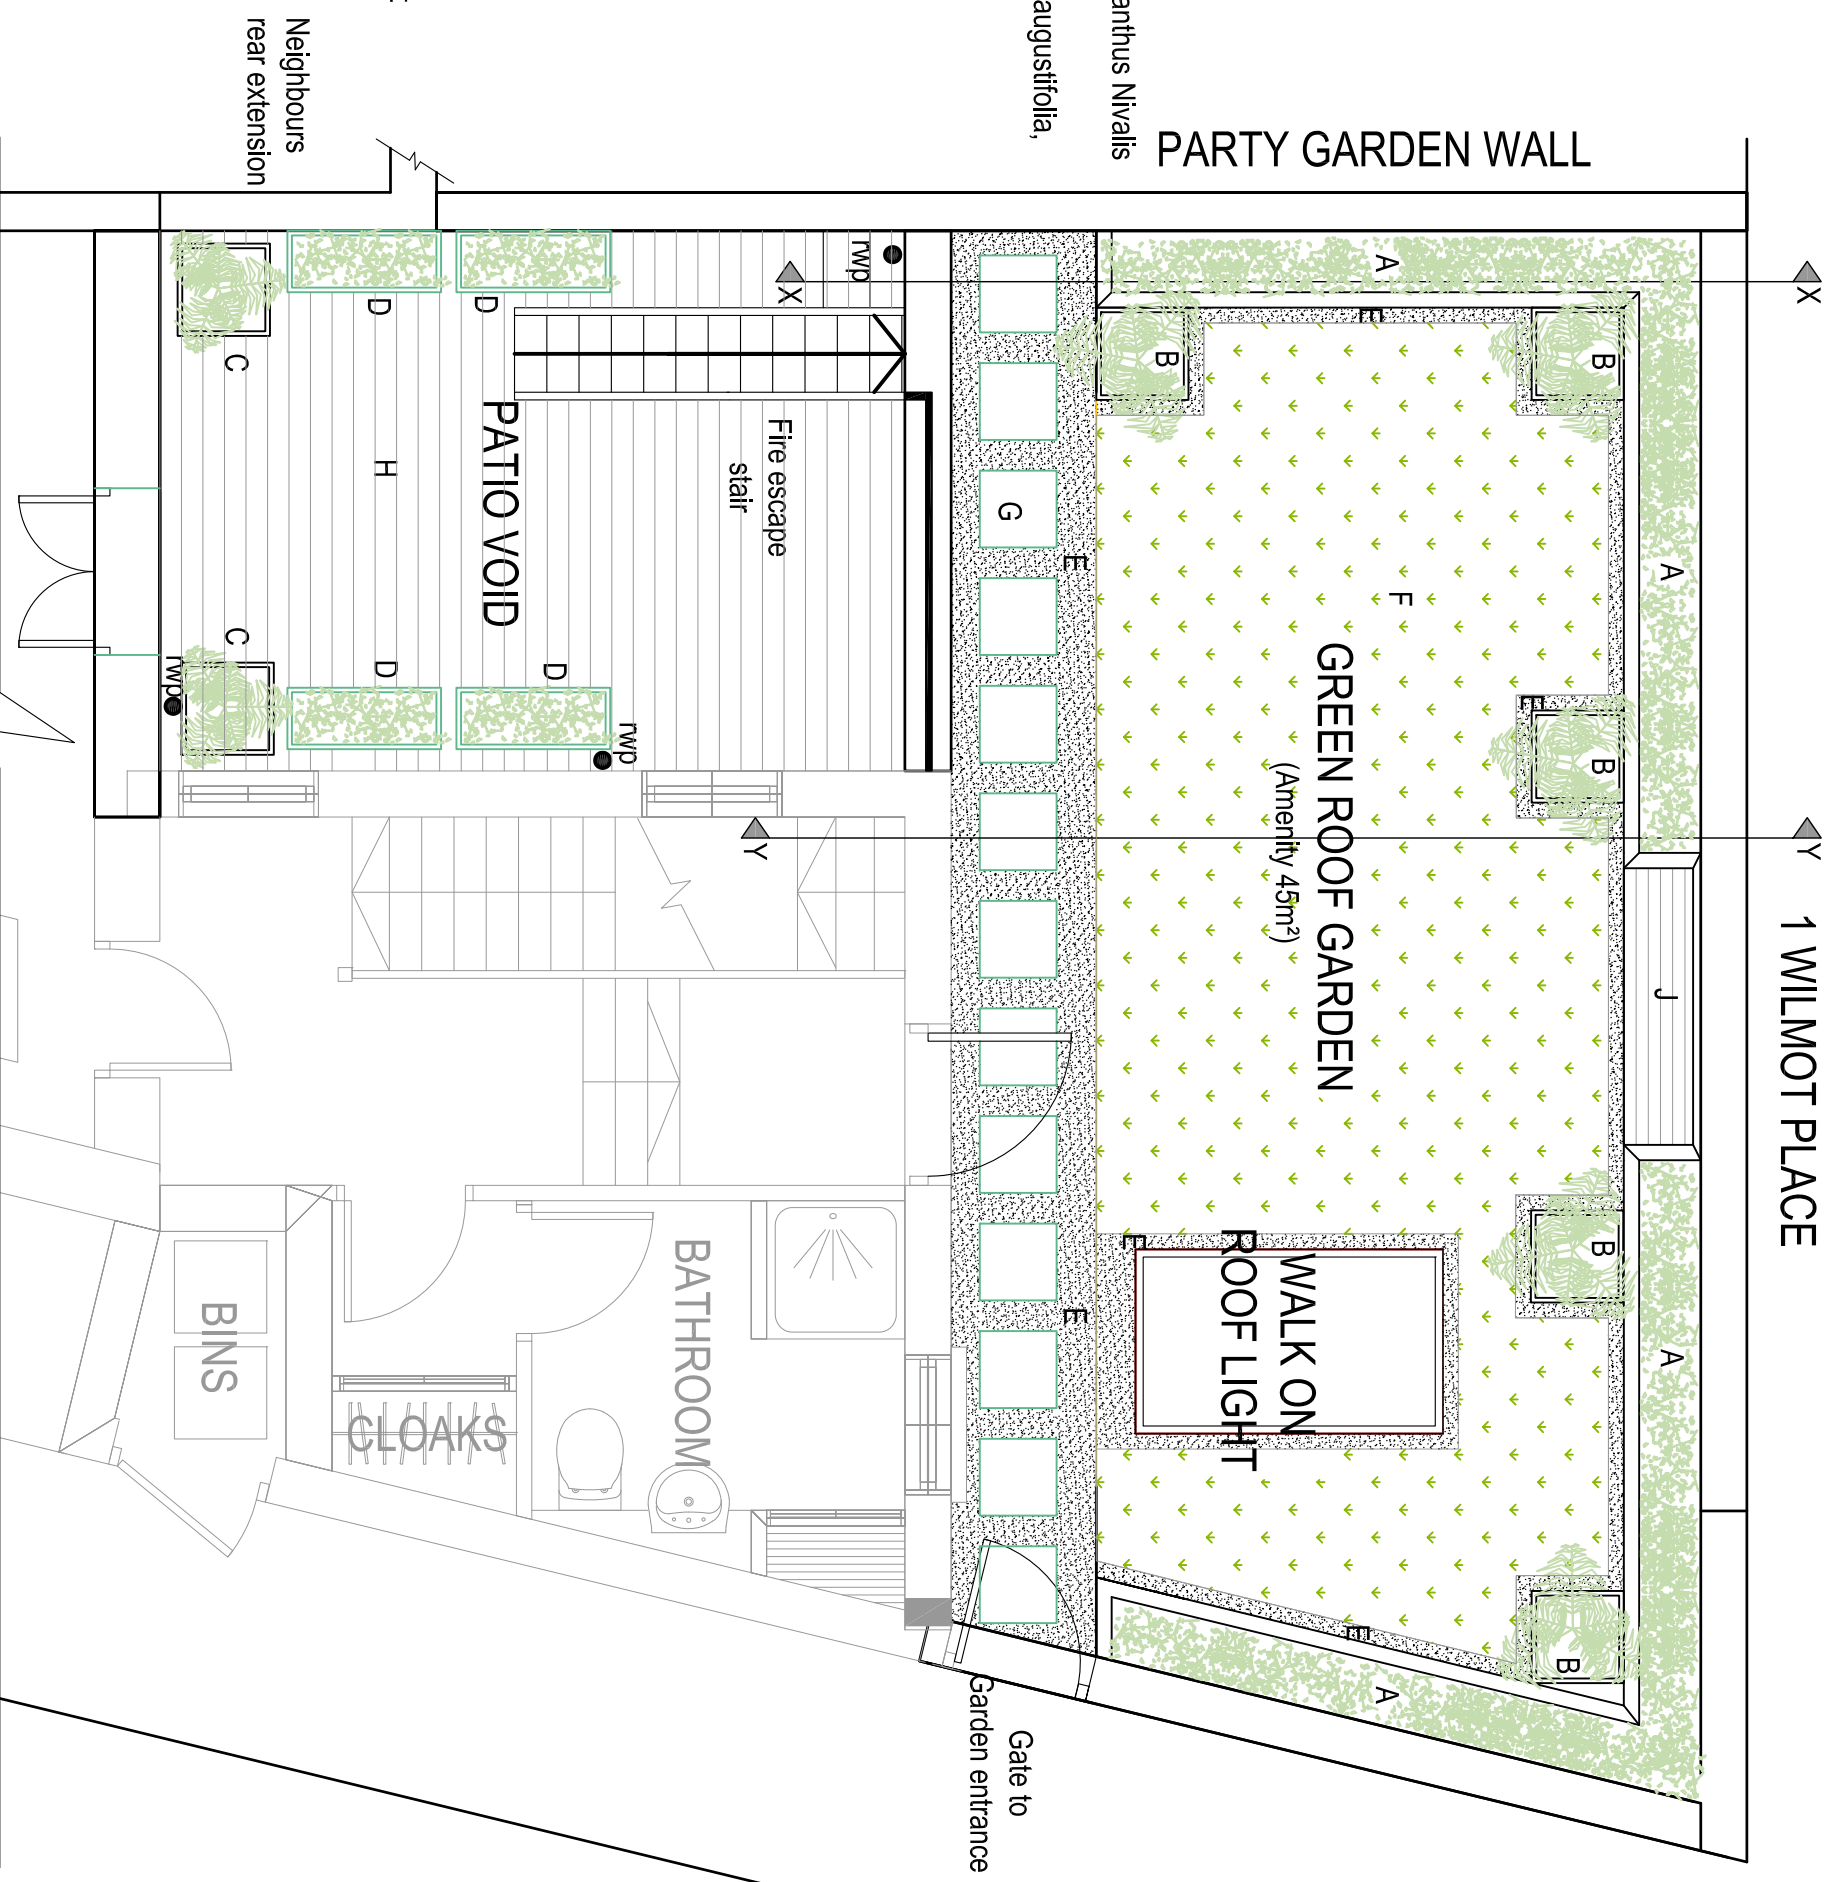 Neighbours
rear extension
augustifolia,
anthus Nivalis
PARTY GARDEN WALL
X
X
Y
Y
1 WILMOT PLACE
A
A
A
A
B
B
B
B
B
E
E
E
E
E
E
F
G
J
GREEN ROOF GARDEN
(Amenity 45m²)
WALK ON
ROOF LIGHT
rwp
rwp
rwp
C
C
D
D
D
D
H
PATIO VOID
Fire escape
stair
BATHROOM
CLOAKS
BINS
Gate to
Garden entrance